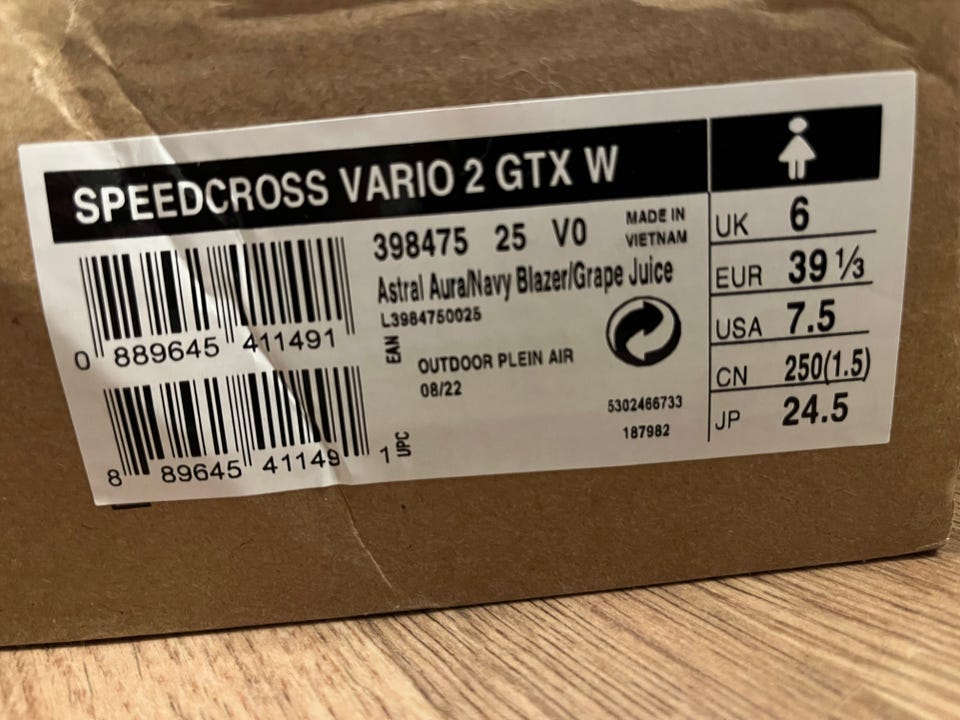 SPEEDCROSS VARIO 2 GTX W
398475 25 V0
MADE IN
VIETNAM
Astral Aura/Navy Blazer/Grape Juice
L3984750025
0 889645 411491
EAN
OUTDOOR PLEIN AIR
08/22
5302466733
187982
8 89645 41149 1
UPC
UK 6
EUR 39 1/3
USA 7.5
CN 250(1.5)
JP 24.5